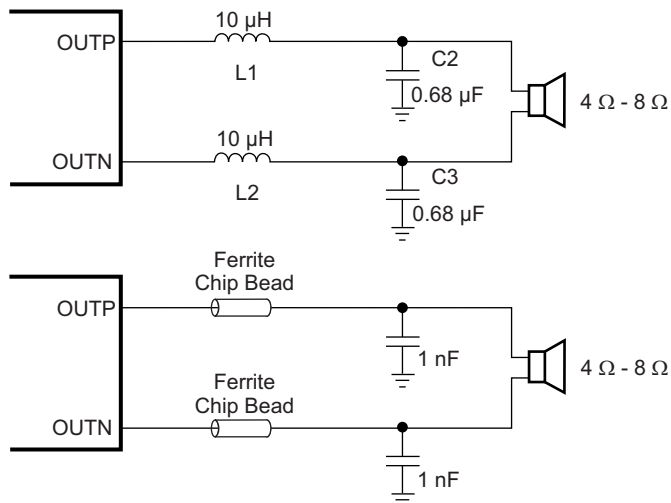 10 µH
OUTP
L1
C2
0.68 µF
4 Ω - 8 Ω
10 µH
OUTN
L2
C3
0.68 µF
Ferrite
Chip Bead
OUTP
1 nF
4 Ω - 8 Ω
Ferrite
Chip Bead
OUTN
1 nF